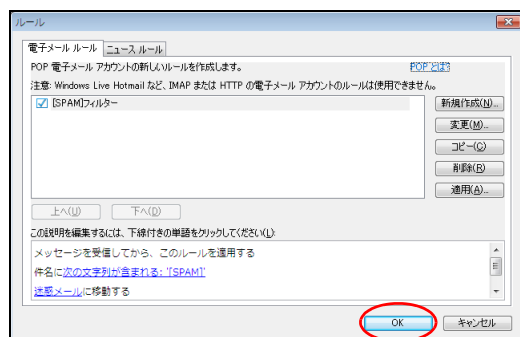 ルール
電子メール ルール ニュース ルール
POP 電子メール アカウントの新しいルールを作成します。 POP とは?
注意: Windows Live Hotmail など、IMAP または HTTP の電子メール アカウントのルールは使用できません。
[SPAM]フィルター
新規作成(N)...
変更(M)...
コピー(C)
削除(R)
適用(A)...
上へ(U) 下へ(D)
この説明を編集するには、下線付きの単語をクリックしてください(L):
メッセージを受信してから、このルールを適用する
件名に次の文字列が含まれる: '[SPAM]'
迷惑メールに移動する
OK キャンセル